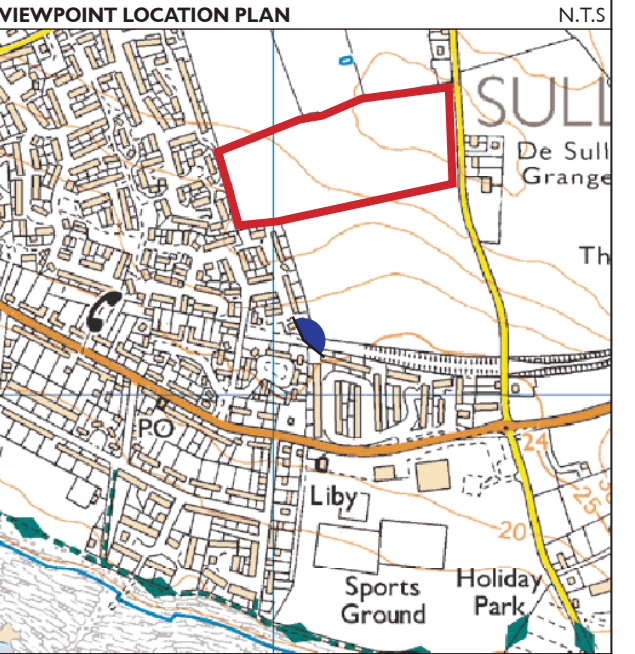 VIEWPOINT LOCATION PLAN N.T.S
SULL
De Sull
Grange
Th
PO
24
Liby
25
20
Sports
Ground
Holiday
Park